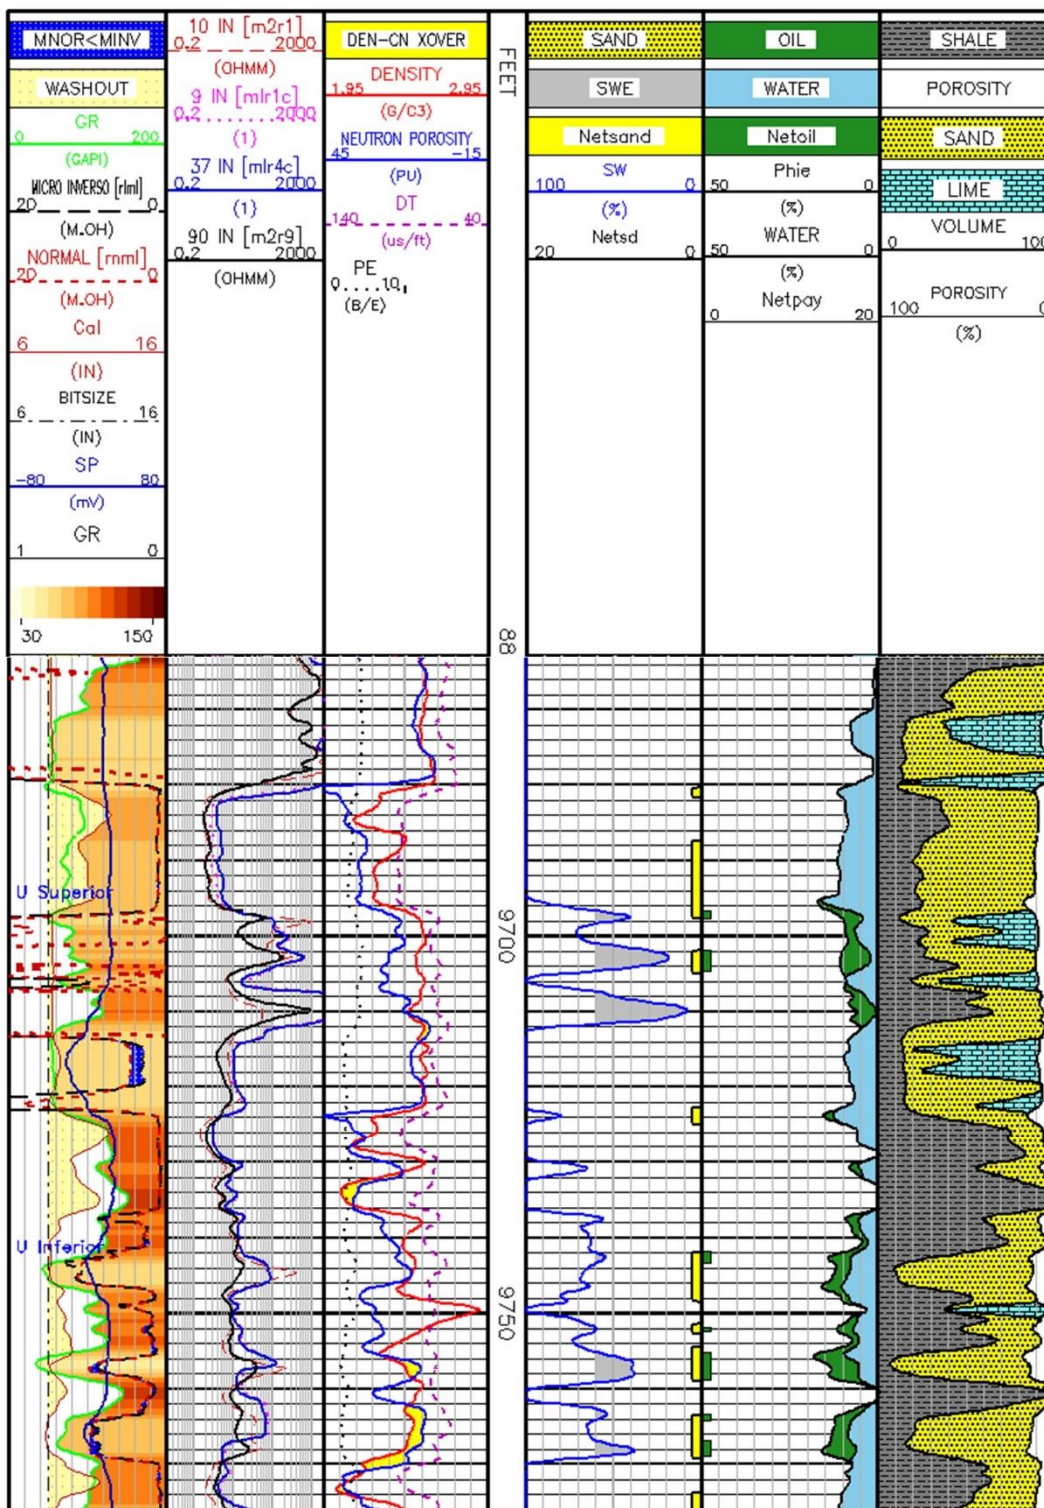 MNOR<MINV
WASHOUT
GR
0 200
(GAPI)
MICRO INVERSO [rlml]
20 0
(M.OH)
NORMAL [rnml]
20 0
(M.OH)
Cal
6 16
(IN)
BITSIZE
6 16
(IN)
SP
-80 80
(mV)
GR
1 0
30 150
10 IN [m2r1]
0.2 2000
(OHMM)
9 IN [mlr1c]
0.2 2000
(1)
37 IN [mlr4c]
0.2 2000
(1)
90 IN [m2r9]
0.2 2000
(OHMM)
DEN-CN XOVER
DENSITY
1.95 2.95
(G/C3)
NEUTRON POROSITY
45 -15
(PU)
DT
140 40
(us/ft)
PE
0....10
(B/E)
FEET
88
SAND
SWE
Netsand
SW
100 0
(%)
Netsd
20 0
OIL
WATER
Netoil
Phie
50 0
(%)
WATER
50 0
(%)
Netpay
0 20
SHALE
POROSITY
SAND
LIME
VOLUME
0 100
POROSITY
100 0
(%)
U Superior
9700
U Inferior
9750